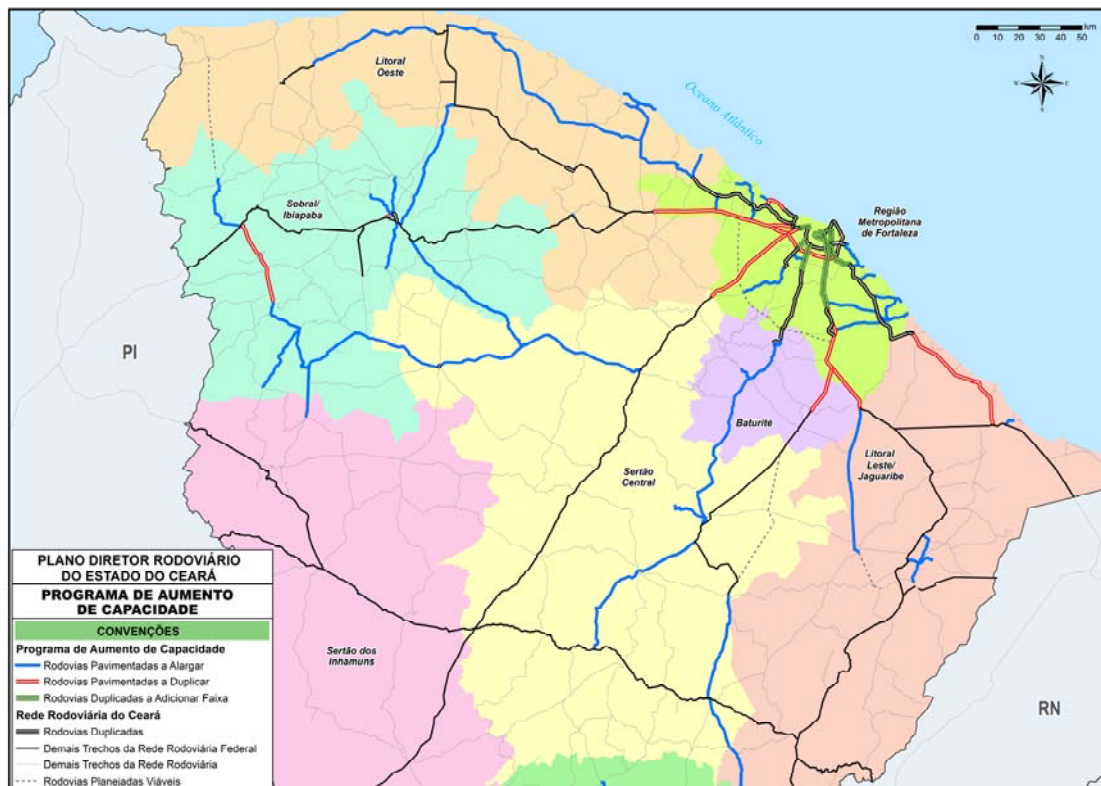 km
0 10 20 30 40 50
N
W E
S
Litoral
Oeste
Oceano Atlântico
Sobral/
Ibiapaba
Região
Metropolitana
de Fortaleza
PI
Baturité
Sertão
Central
Litoral
Leste/
Jaguaribe
Sertão dos
Inhamuns
RN
PLANO DIRETOR RODOVIÁRIO
DO ESTADO DO CEARÁ
PROGRAMA DE AUMENTO
DE CAPACIDADE
CONVENÇÕES
Programa de Aumento de Capacidade
Rodovias Pavimentadas a Alargar
Rodovias Pavimentadas a Duplicar
Rodovias Duplicadas a Adicionar Faixa
Rede Rodoviária do Ceará
Rodovias Duplicadas
Demais Trechos da Rede Rodoviária Federal
Demais Trechos da Rede Rodoviária
Rodovias Planejadas Viáveis